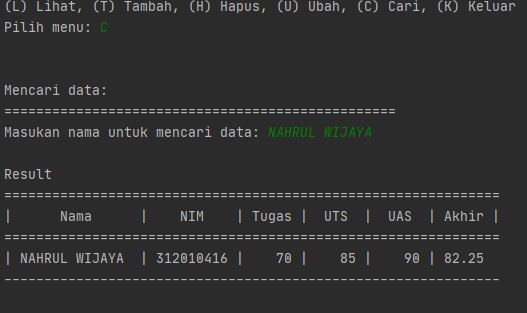 (L) Lihat, (T) Tambah, (H) Hapus, (U) Ubah, (C) Cari, (K) Keluar
Pilih menu: C
Mencari data:
=================================================
Masukan nama untuk mencari data: NAHRUL WIJAYA
Result
==============================================================
|      Nama      |    NIM    | Tugas |  UTS  |  UAS  | Akhir |
==============================================================
| NAHRUL WIJAYA  | 312010416 |    70 |    85 |    90 | 82.25
--------------------------------------------------------------